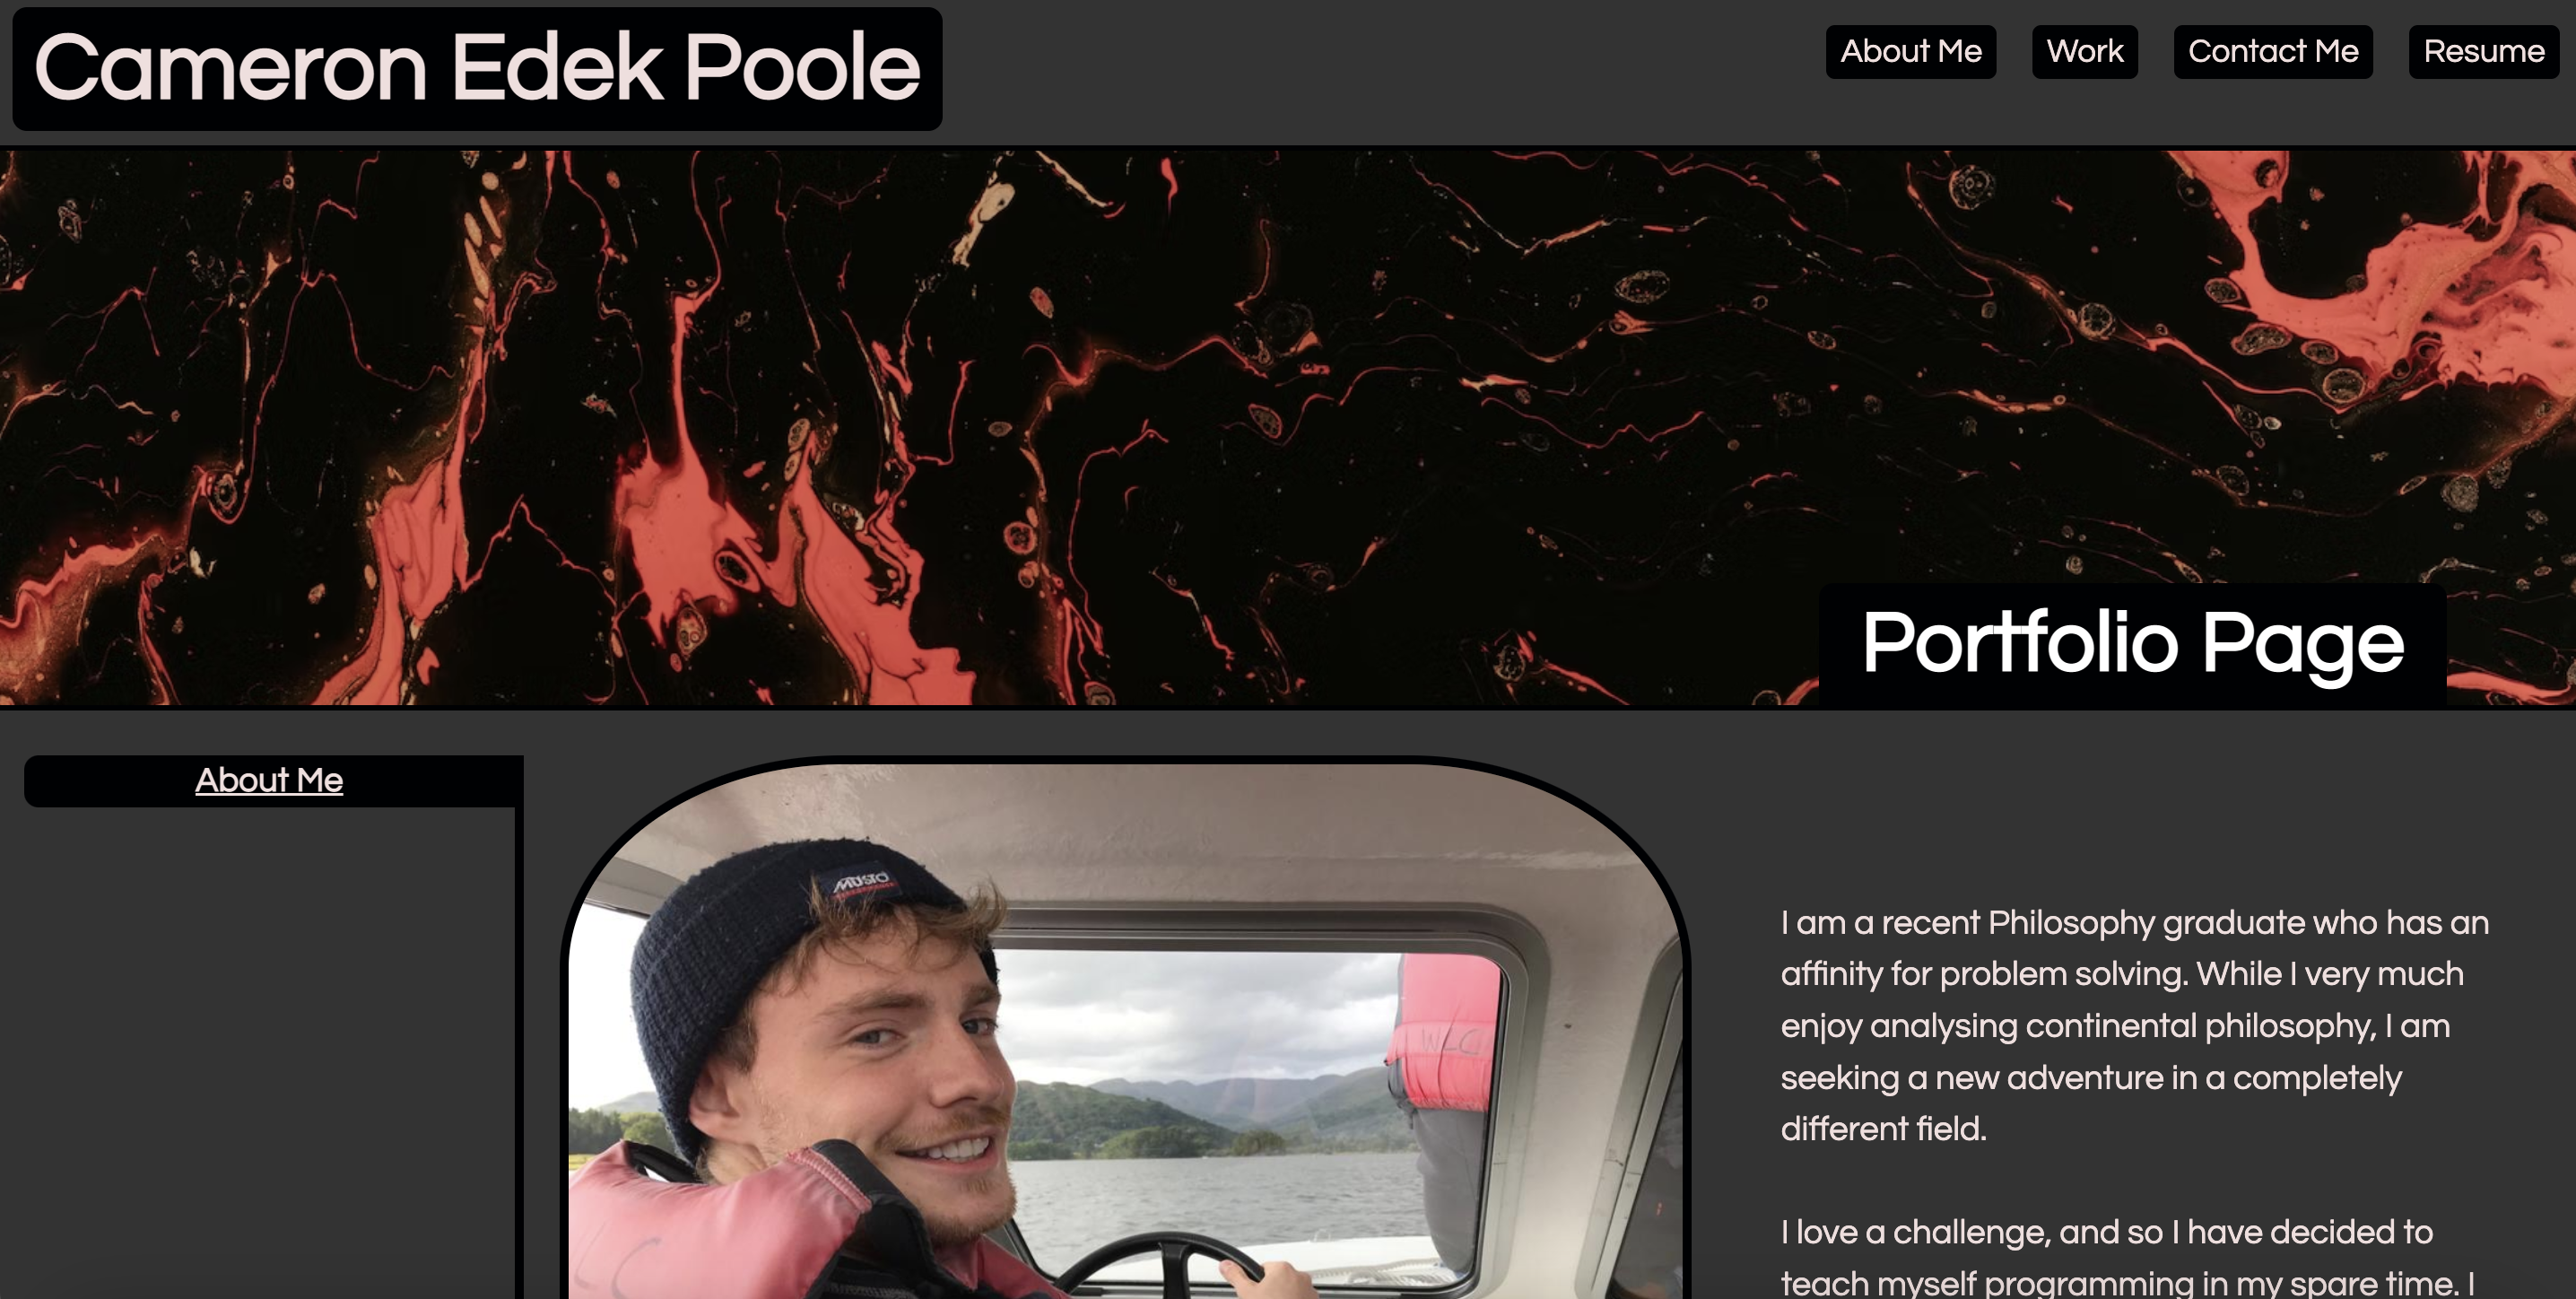 Cameron Edek Poole
About Me
Work
Contact Me
Resume
Portfolio Page
About Me
MUSTO
WLC
I am a recent Philosophy graduate who has an
affinity for problem solving. While I very much
enjoy analysing continental philosophy, I am
seeking a new adventure in a completely
different field.
I love a challenge, and so I have decided to
teach myself programming in my spare time. I